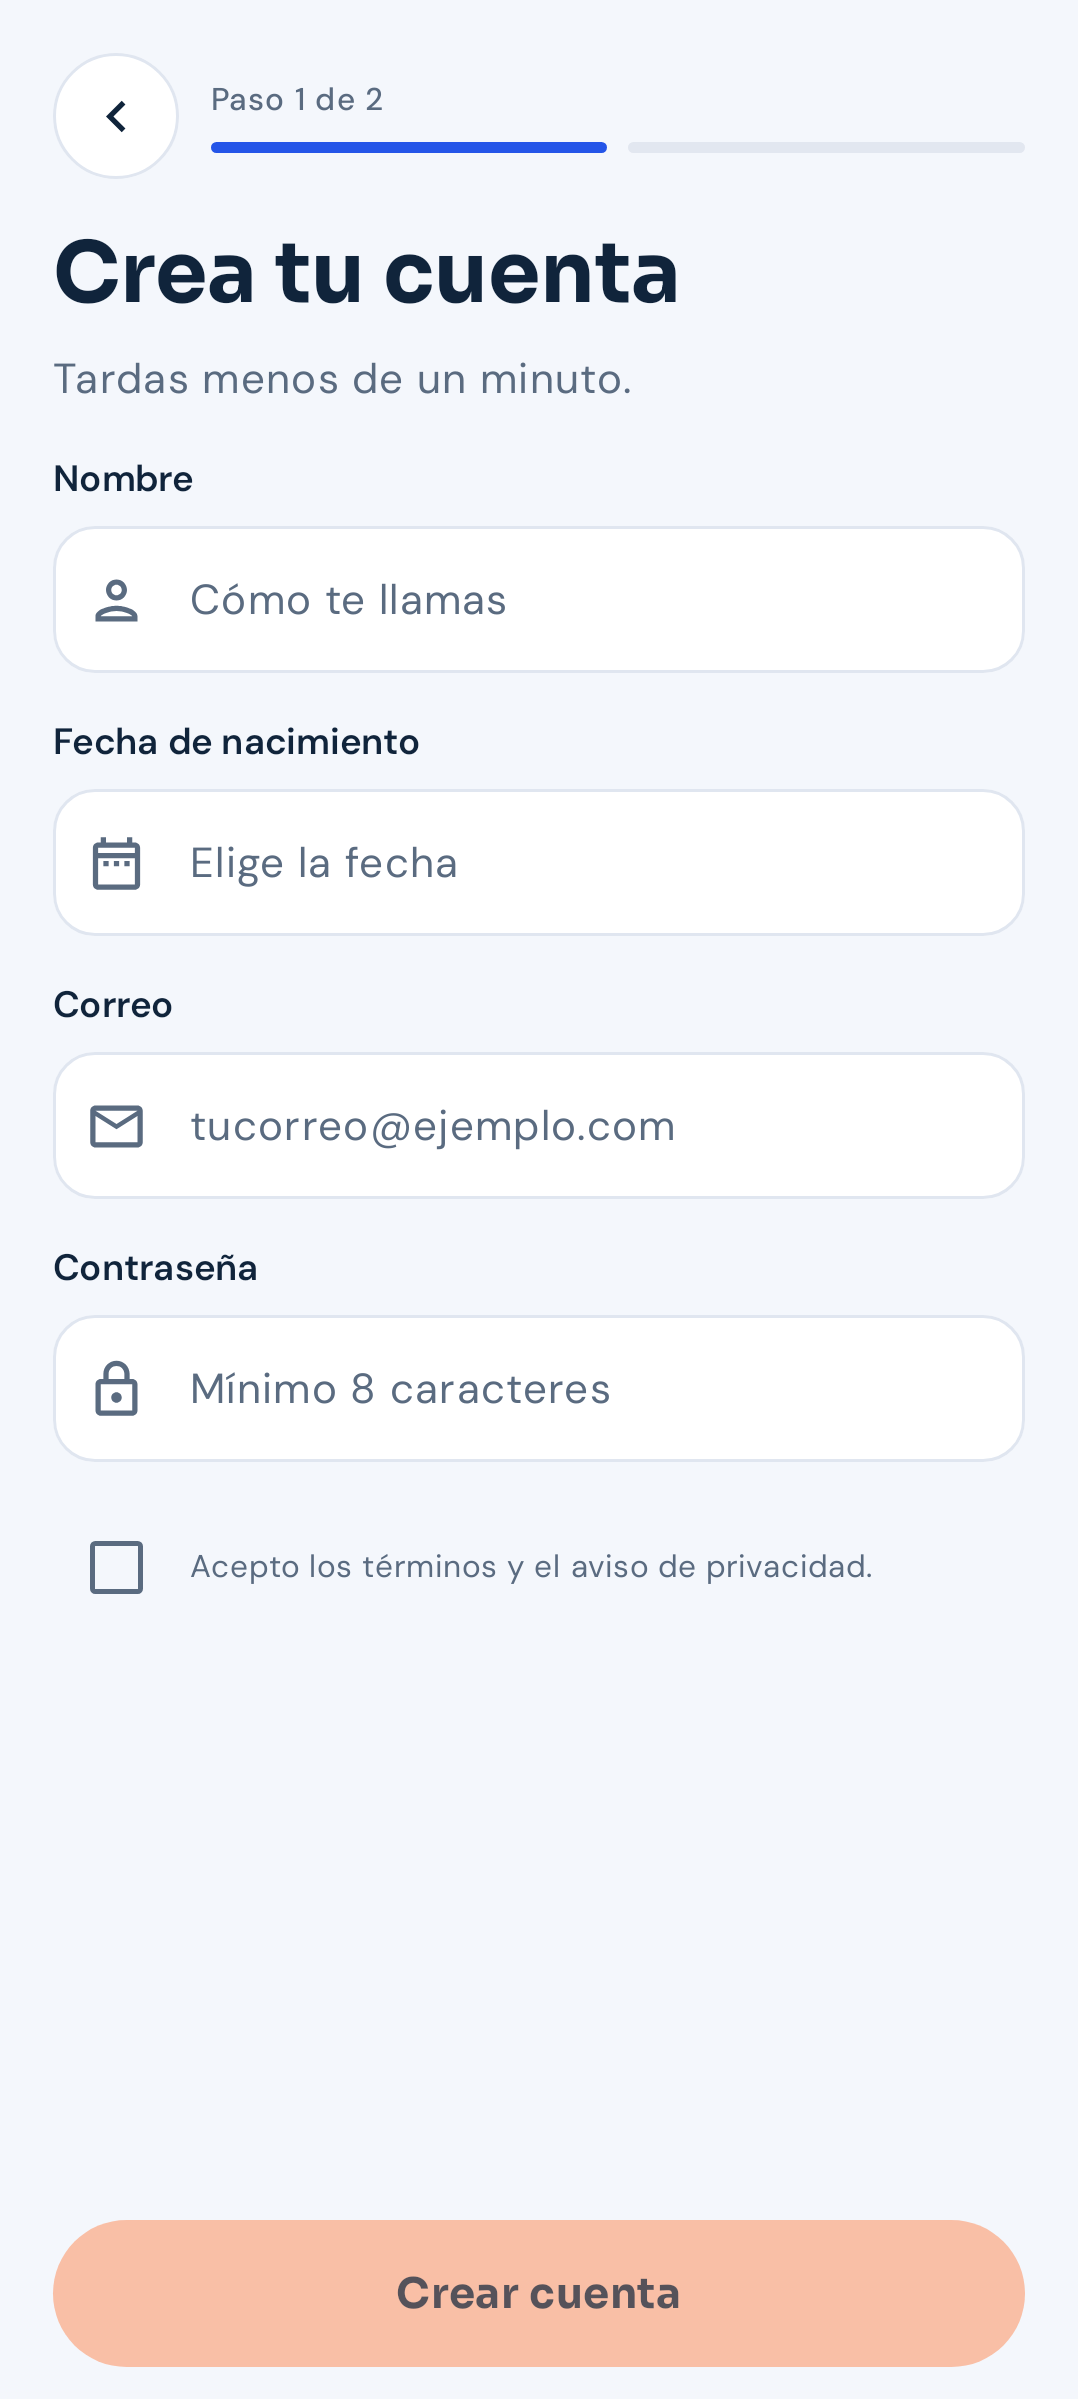 Paso 1 de 2
Crea tu cuenta
Tardas menos de un minuto.
Nombre
Cómo te llamas
Fecha de nacimiento
Elige la fecha
Correo
tucorreo@ejemplo.com
Contraseña
Mínimo 8 caracteres
Acepto los términos y el aviso de privacidad.
Crear cuenta